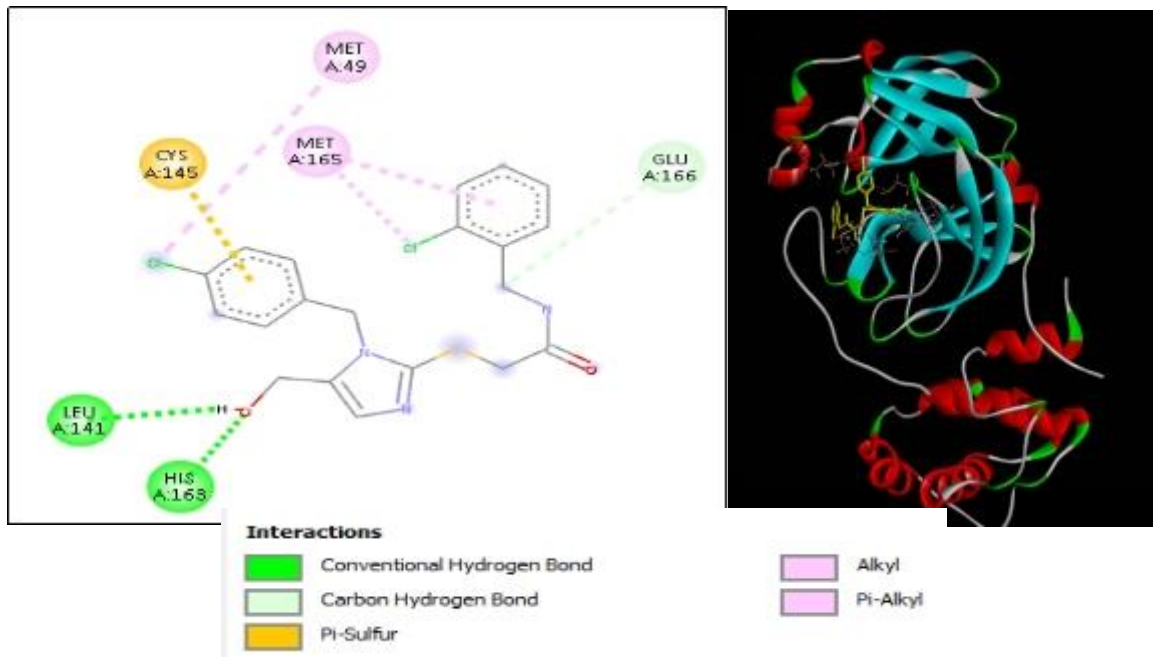 MET
A:49
MET
A:165
CYS
A:145
GLU
A:166
Cl
Cl
N
N
N
O
H
O
LEU
A:141
HIS
A:163
Interactions
Conventional Hydrogen Bond
Carbon Hydrogen Bond
Pi-Sulfur
Alkyl
Pi-Alkyl